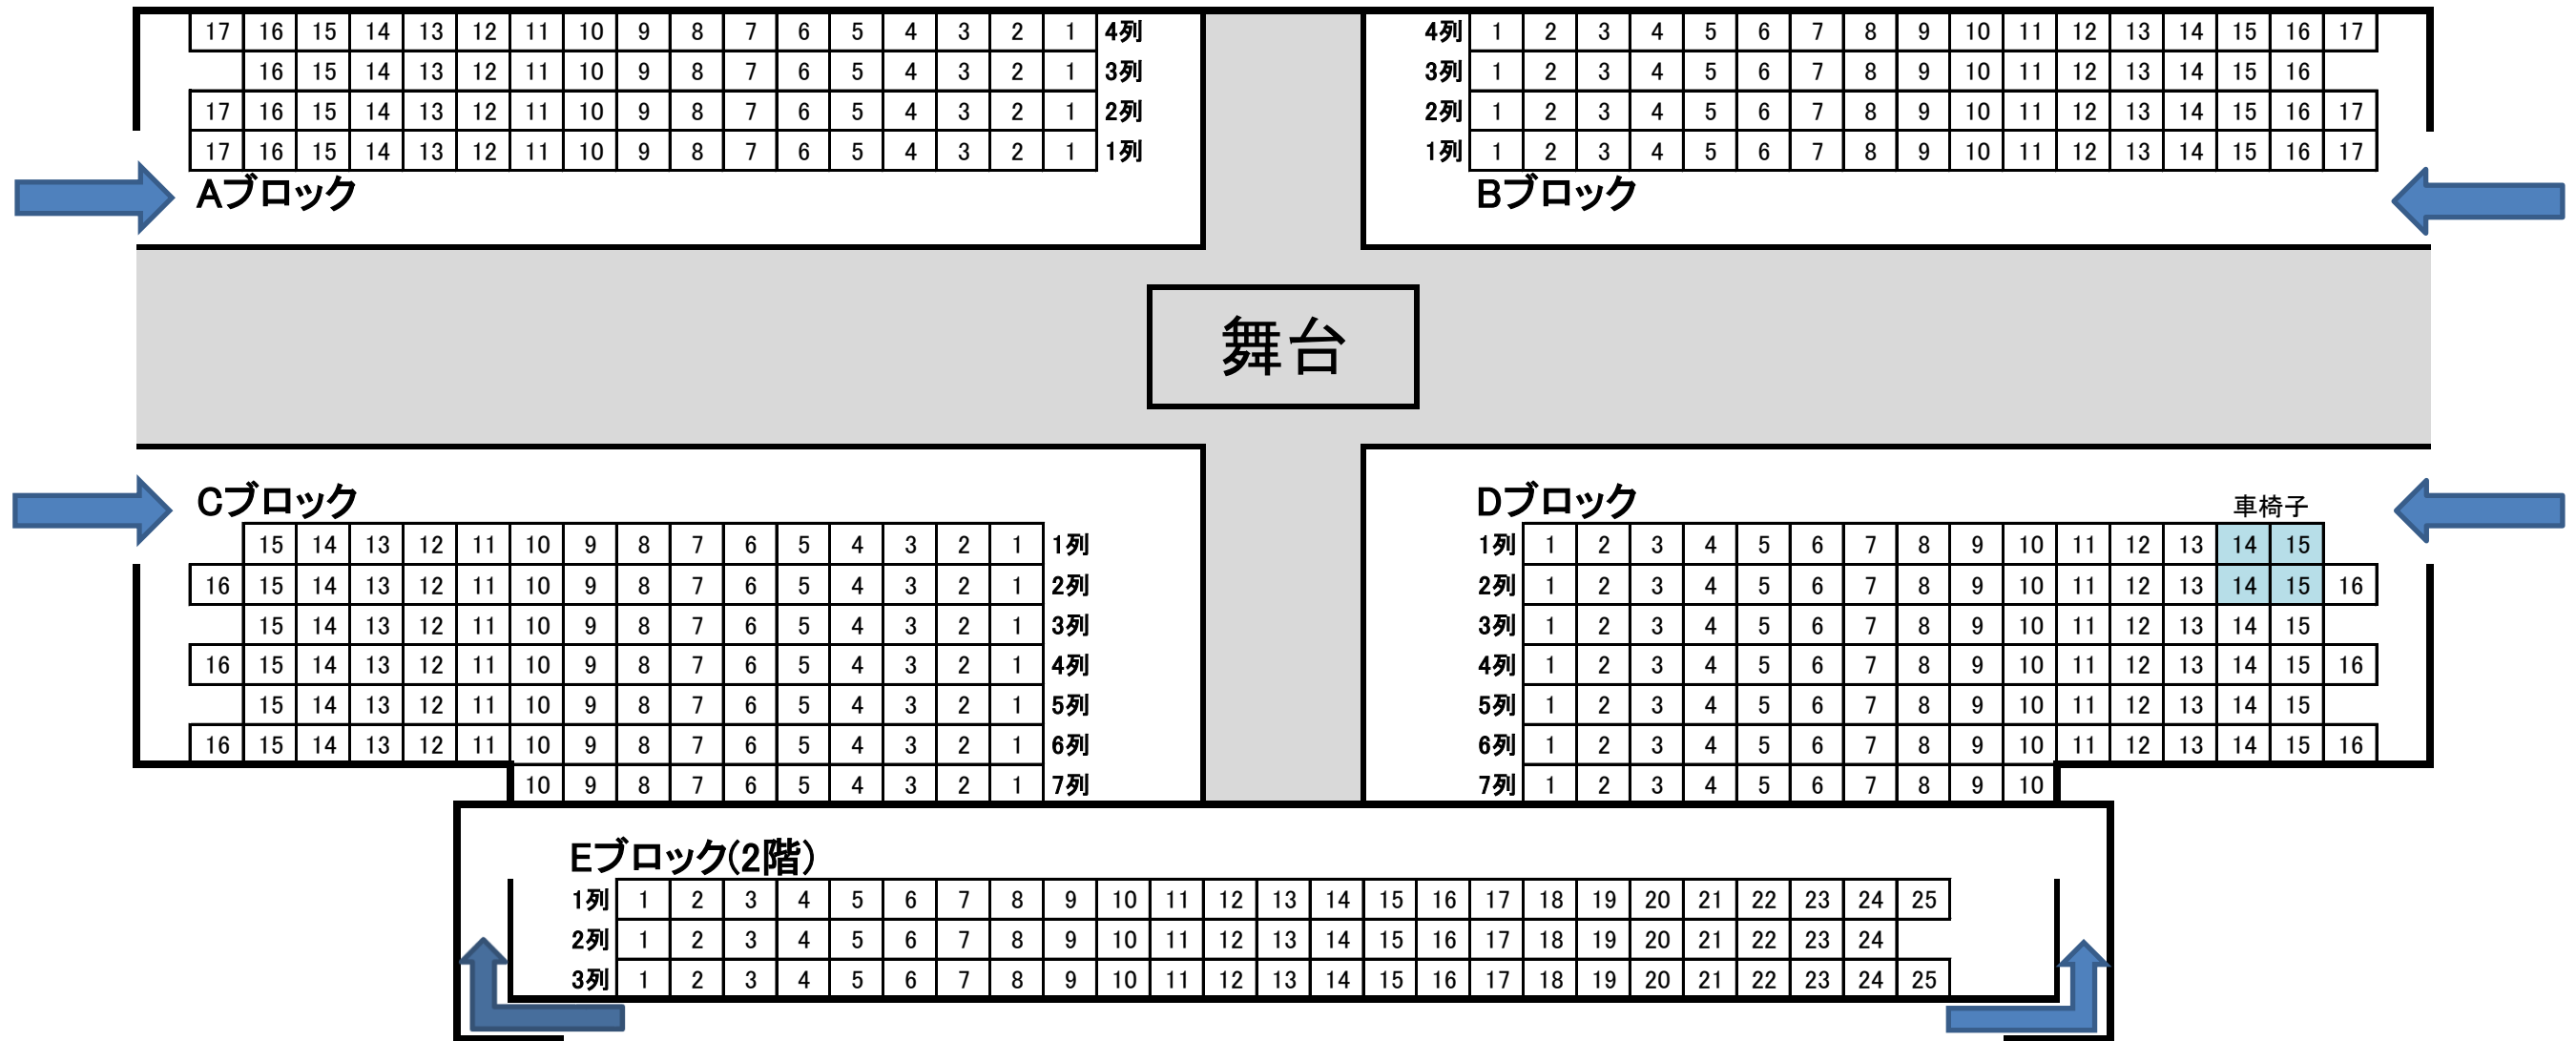 17 16 15 14 13 12 11 10 9 8 7 6 5 4 3 2 1 4列
16 15 14 13 12 11 10 9 8 7 6 5 4 3 2 1 3列
17 16 15 14 13 12 11 10 9 8 7 6 5 4 3 2 1 2列
17 16 15 14 13 12 11 10 9 8 7 6 5 4 3 2 1 1列
Aブロック
4列 1 2 3 4 5 6 7 8 9 10 11 12 13 14 15 16 17
3列 1 2 3 4 5 6 7 8 9 10 11 12 13 14 15 16
2列 1 2 3 4 5 6 7 8 9 10 11 12 13 14 15 16 17
1列 1 2 3 4 5 6 7 8 9 10 11 12 13 14 15 16 17
Bブロック
舞台
Cブロック
15 14 13 12 11 10 9 8 7 6 5 4 3 2 1 1列
16 15 14 13 12 11 10 9 8 7 6 5 4 3 2 1 2列
15 14 13 12 11 10 9 8 7 6 5 4 3 2 1 3列
16 15 14 13 12 11 10 9 8 7 6 5 4 3 2 1 4列
15 14 13 12 11 10 9 8 7 6 5 4 3 2 1 5列
16 15 14 13 12 11 10 9 8 7 6 5 4 3 2 1 6列
10 9 8 7 6 5 4 3 2 1 7列
Dブロック
車椅子
1列 1 2 3 4 5 6 7 8 9 10 11 12 13 14 15
2列 1 2 3 4 5 6 7 8 9 10 11 12 13 14 15 16
3列 1 2 3 4 5 6 7 8 9 10 11 12 13 14 15
4列 1 2 3 4 5 6 7 8 9 10 11 12 13 14 15 16
5列 1 2 3 4 5 6 7 8 9 10 11 12 13 14 15
6列 1 2 3 4 5 6 7 8 9 10 11 12 13 14 15 16
7列 1 2 3 4 5 6 7 8 9 10
Eブロック(2階)
1列 1 2 3 4 5 6 7 8 9 10 11 12 13 14 15 16 17 18 19 20 21 22 23 24 25
2列 1 2 3 4 5 6 7 8 9 10 11 12 13 14 15 16 17 18 19 20 21 22 23 24
3列 1 2 3 4 5 6 7 8 9 10 11 12 13 14 15 16 17 18 19 20 21 22 23 24 25